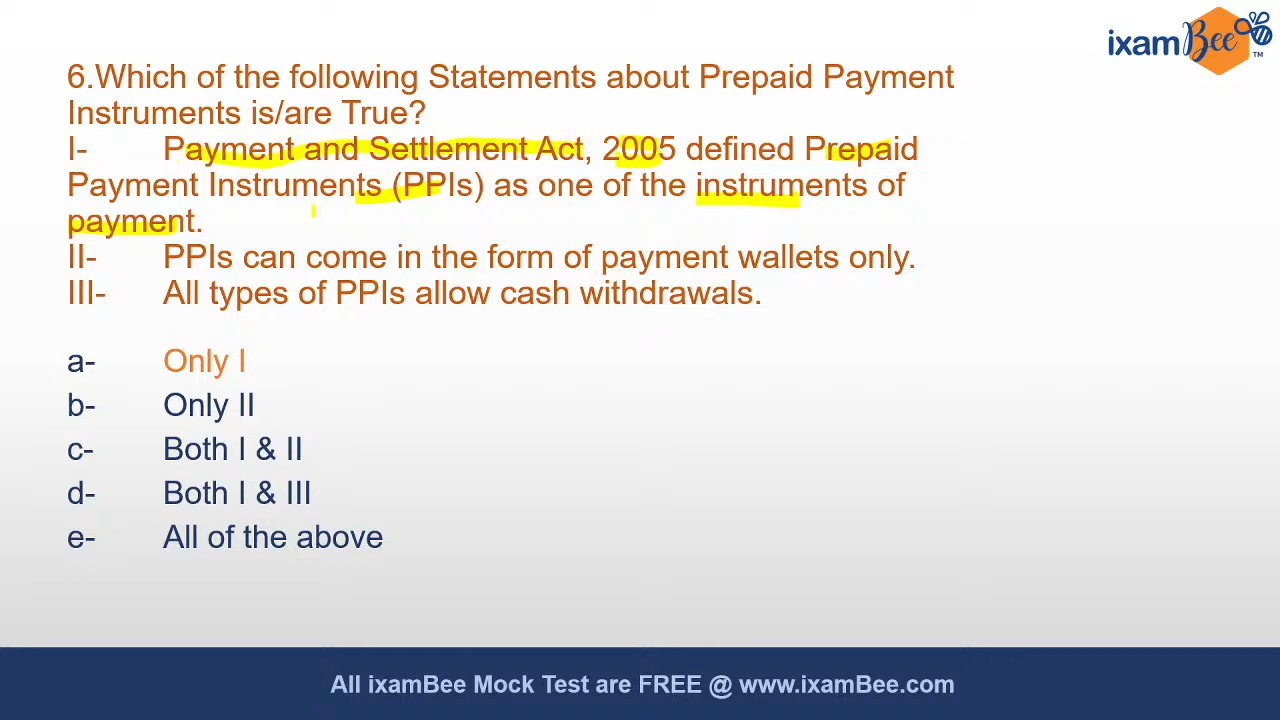 ixamBee™
6.Which of the following Statements about Prepaid Payment
Instruments is/are True?
I- Payment and Settlement Act, 2005 defined Prepaid
Payment Instruments (PPIs) as one of the instruments of
payment.
II- PPIs can come in the form of payment wallets only.
III- All types of PPIs allow cash withdrawals.
a- Only I
b- Only II
c- Both I & II
d- Both I & III
e- All of the above
All ixamBee Mock Test are FREE @ www.ixamBee.com